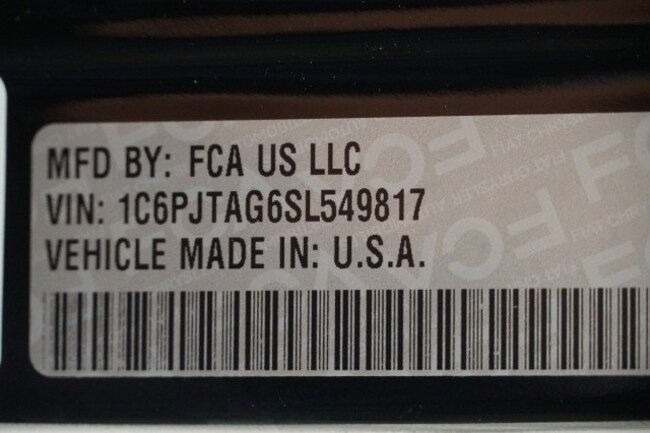 MFD BY: FCA US LLC
VIN: 1C6PJTAG6SL549817
VEHICLE MADE IN: U.S.A.